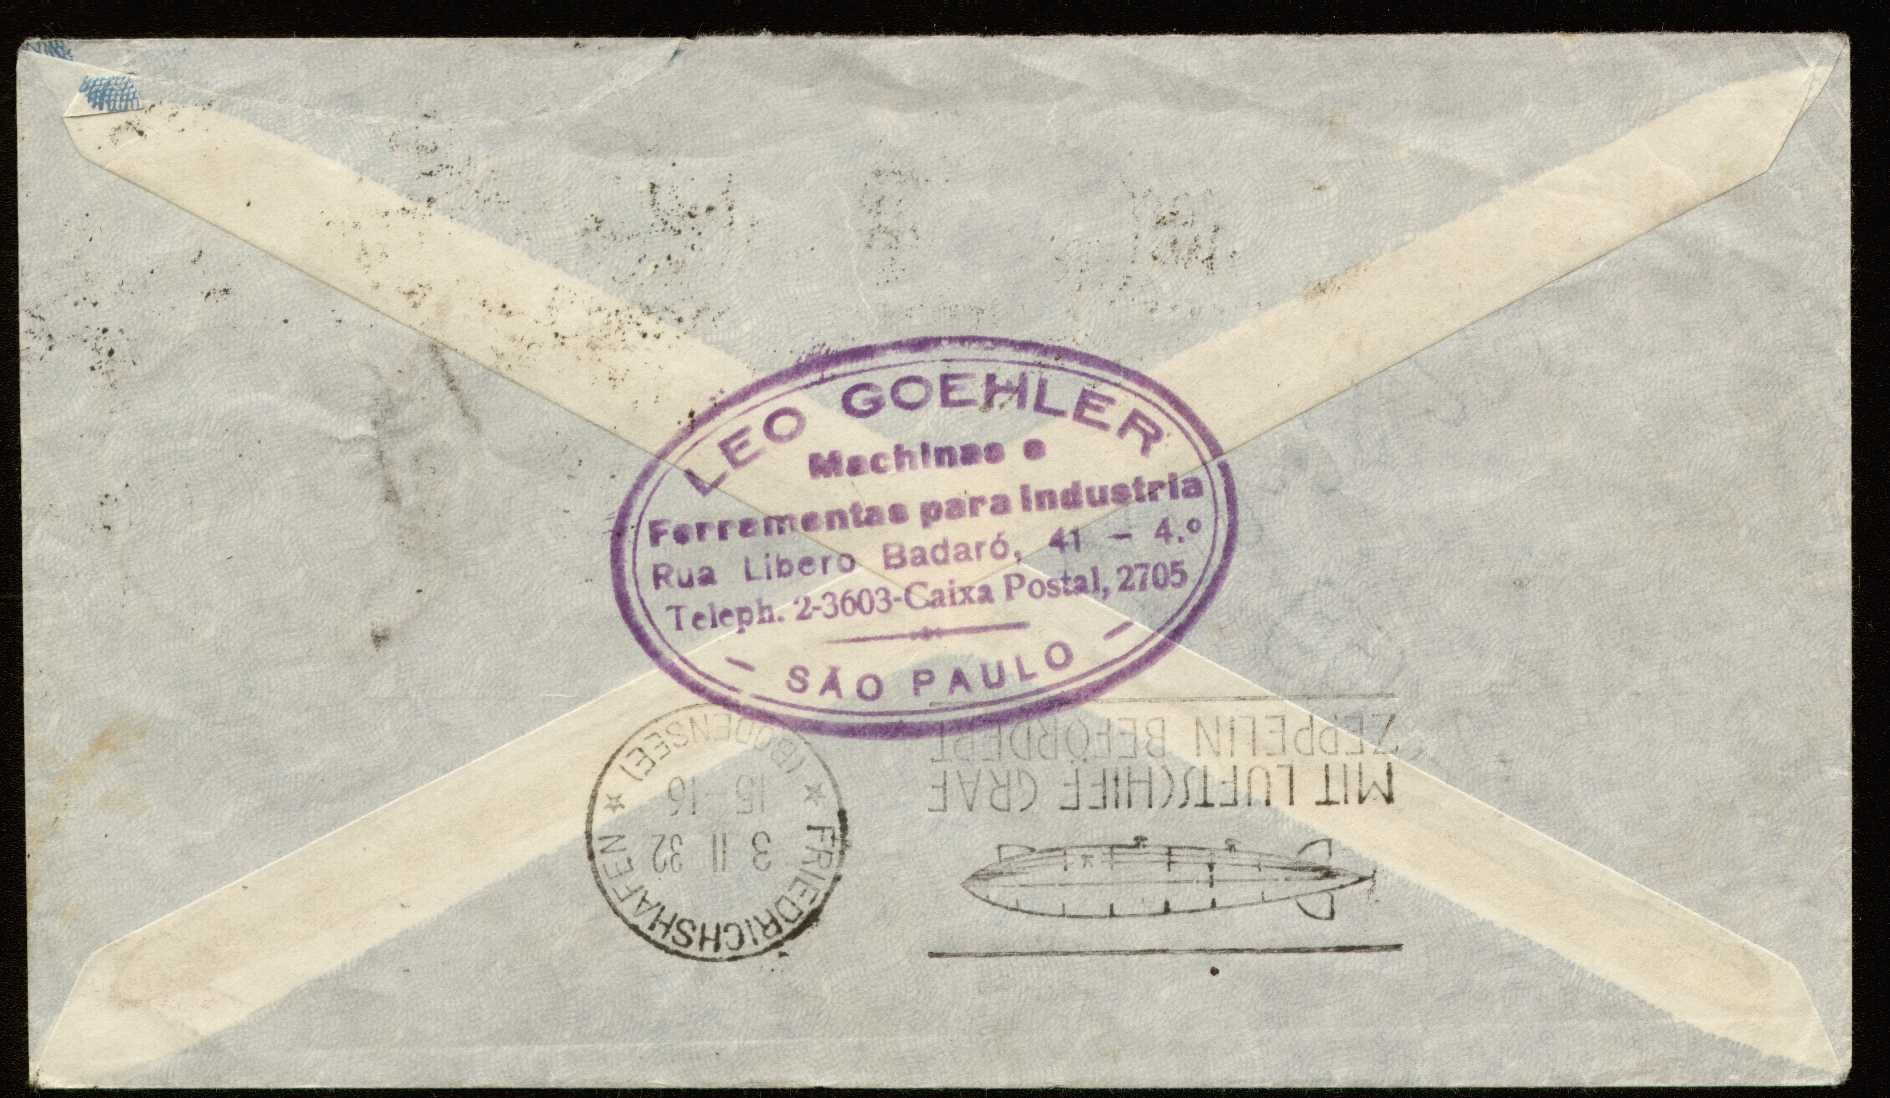 LEO GOEHLER
Machinas e
Ferramentas para Industria
Rua Libero Badaró, 41 - 4.º
Teleph. 2-3603-Caixa Postal, 2705
- SÃO PAULO -
FRIEDRICHSHAFEN
3 11 32
15-16
(BODENSEE)
MIT LUFTSCHIFF GRAF
ZEPPELIN BEFÖRDERT